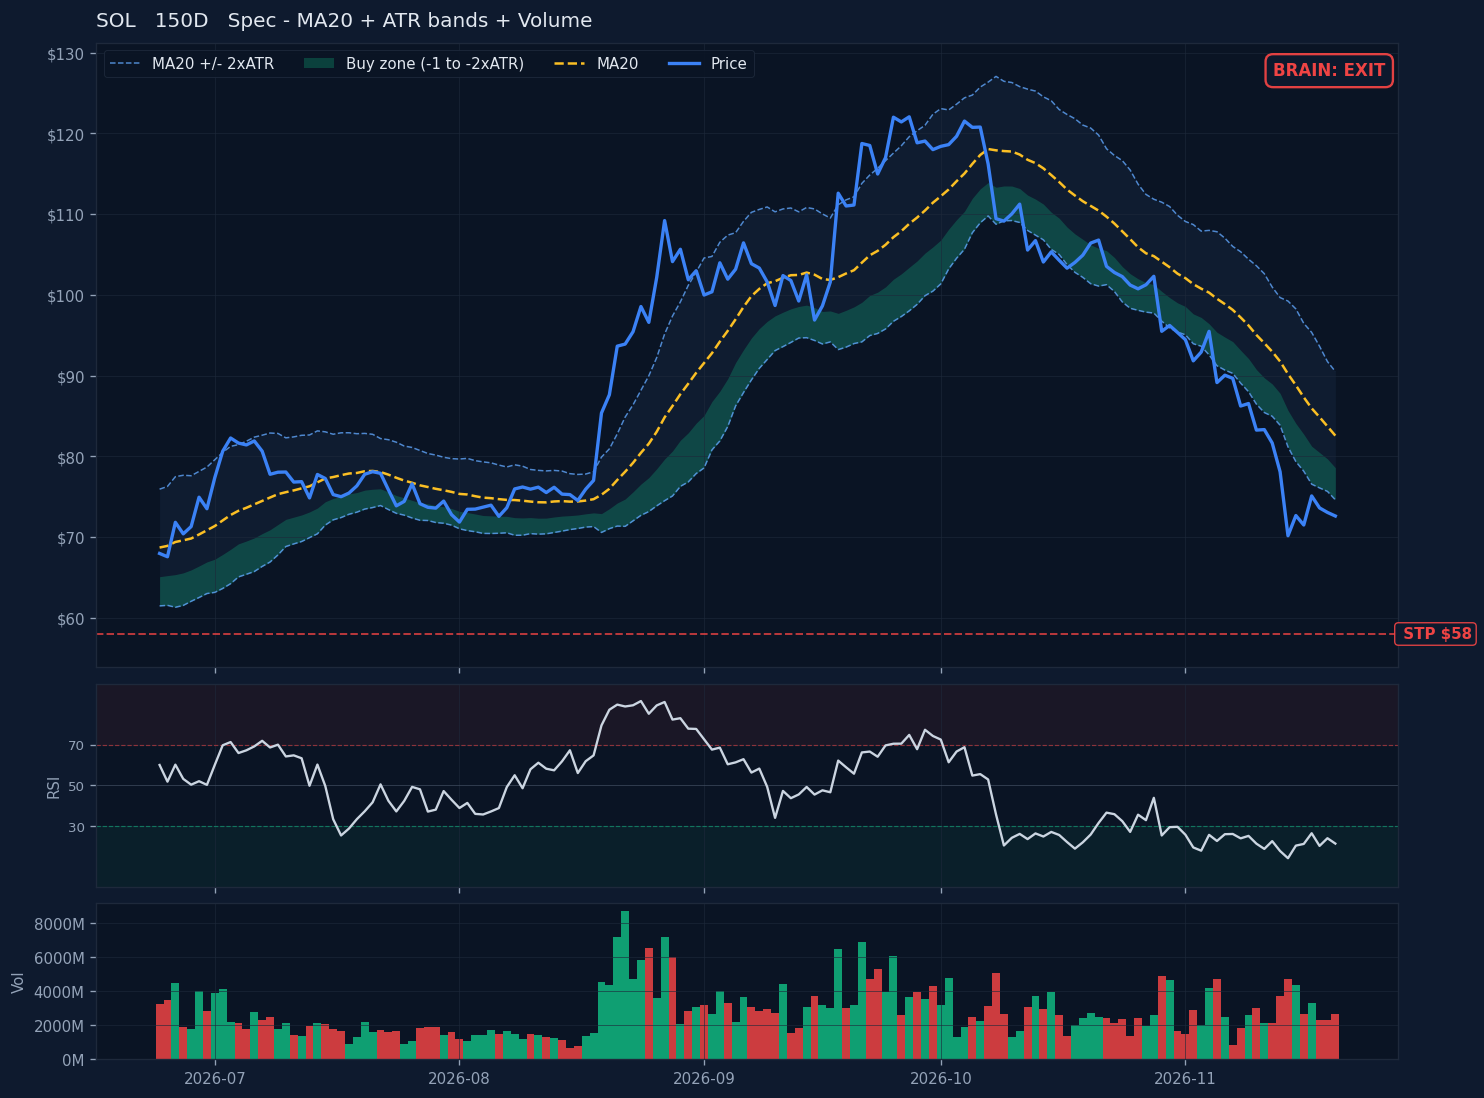 SOL   150D   Spec - MA20 + ATR bands + Volume
MA20 +/- 2xATR
Buy zone (-1 to -2xATR)
MA20
Price
BRAIN: EXIT
$130
$120
$110
$100
$90
$80
$70
$60
STP $58
RSI
70
50
30
Vol
8000M
6000M
4000M
2000M
0M
2026-07
2026-08
2026-09
2026-10
2026-11